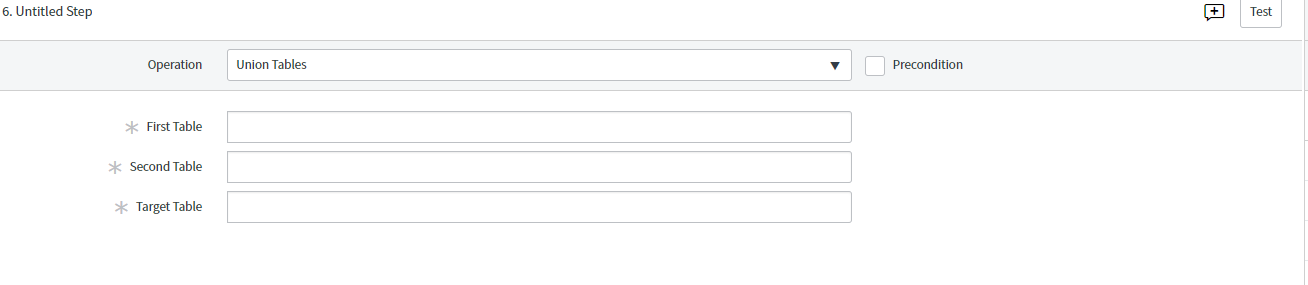 6. Untitled Step
Test
Operation
Union Tables
Precondition
* First Table
* Second Table
* Target Table